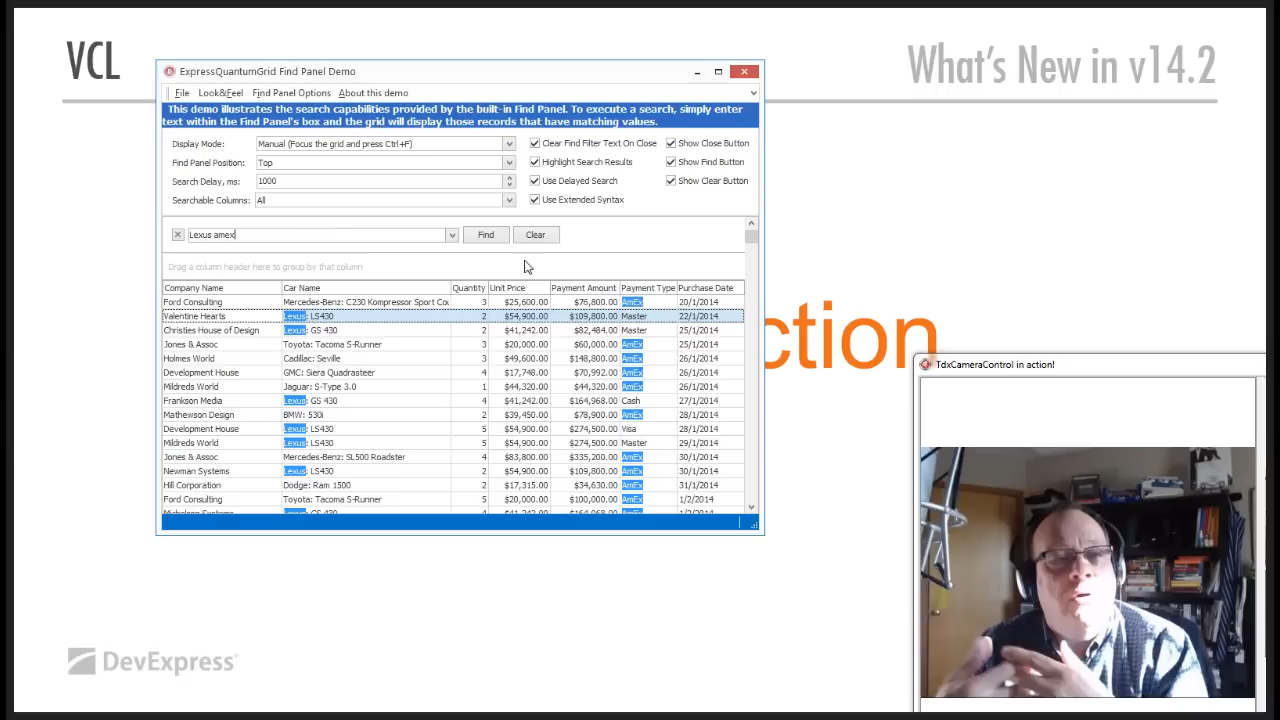 VCL
What's New in v14.2
ExpressQuantumGrid Find Panel Demo
File Look&Feel Find Panel Options About this demo
This demo illustrates the search capabilities provided by the built-in Find Panel. To execute a search, simply enter
text within the Find Panel's box and the grid will display those records that have matching values.
Display Mode: Manual (Focus the grid and press Ctrl+F) Clear Find Filter Text On Close Show Close Button
Find Panel Position: Top Highlight Search Results Show Find Button
Search Delay, ms: 1000 Use Delayed Search Show Clear Button
Searchable Columns: All Use Extended Syntax
Lexus amex Find Clear
Drag a column header here to group by that column
Company Name Car Name Quantity Unit Price Payment Amount Payment Type Purchase Date
Ford Consulting Mercedes-Benz: C230 Kompressor Sport Cou 3 $25,600.00 $76,800.00 AmEx 20/1/2014
Valentine Hearts Lexus: LS430 2 $54,900.00 $109,800.00 Master 22/1/2014
Christies House of Design Lexus: GS 430 2 $41,242.00 $82,484.00 Master 25/1/2014
Jones & Assoc Toyota: Tacoma S-Runner 3 $20,000.00 $60,000.00 AmEx 25/1/2014
Holmes World Cadillac: Seville 3 $49,600.00 $148,800.00 AmEx 26/1/2014
Development House GMC: Siera Quadrasteer 4 $17,748.00 $70,992.00 AmEx 26/1/2014
Mildreds World Jaguar: S-Type 3.0 1 $44,320.00 $44,320.00 AmEx 26/1/2014
Frankson Media Lexus: GS 430 4 $41,242.00 $164,968.00 Cash 27/1/2014
Mathewson Design BMW: 530i 2 $39,450.00 $78,900.00 AmEx 28/1/2014
Development House Lexus: LS430 5 $54,900.00 $274,500.00 Visa 28/1/2014
Mildreds World Lexus: LS430 5 $54,900.00 $274,500.00 Master 29/1/2014
Jones & Assoc Mercedes-Benz: SL500 Roadster 4 $83,800.00 $335,200.00 AmEx 30/1/2014
Newman Systems Lexus: LS430 2 $54,900.00 $109,800.00 AmEx 30/1/2014
Hill Corporation Dodge: Ram 1500 2 $17,315.00 $34,630.00 AmEx 31/1/2014
Ford Consulting Toyota: Tacoma S-Runner 5 $20,000.00 $100,000.00 AmEx 1/2/2014
Michelson Systems Lexus: GS 430 4 $41,242.00 $164,968.00 AmEx 1/2/2014
ction
TdxCameraControl in action!
DevExpress